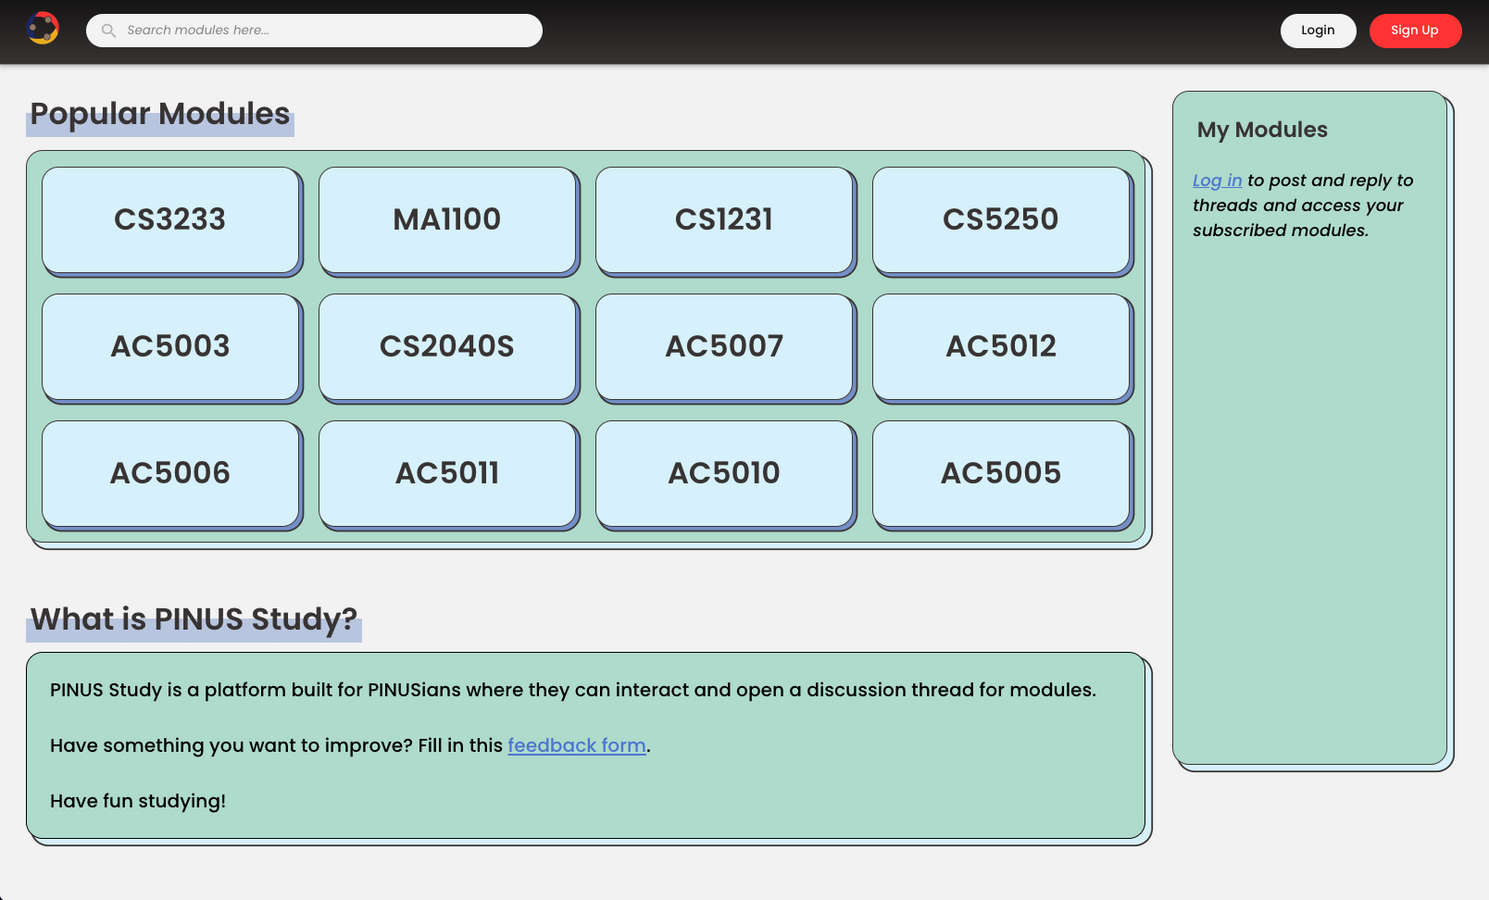 Search modules here...
Login
Sign Up
Popular Modules
CS3233
MA1100
CS1231
CS5250
AC5003
CS2040S
AC5007
AC5012
AC5006
AC5011
AC5010
AC5005
My Modules
Log in to post and reply to
threads and access your
subscribed modules.
What is PINUS Study?
PINUS Study is a platform built for PINUSians where they can interact and open a discussion thread for modules.
Have something you want to improve? Fill in this feedback form.
Have fun studying!